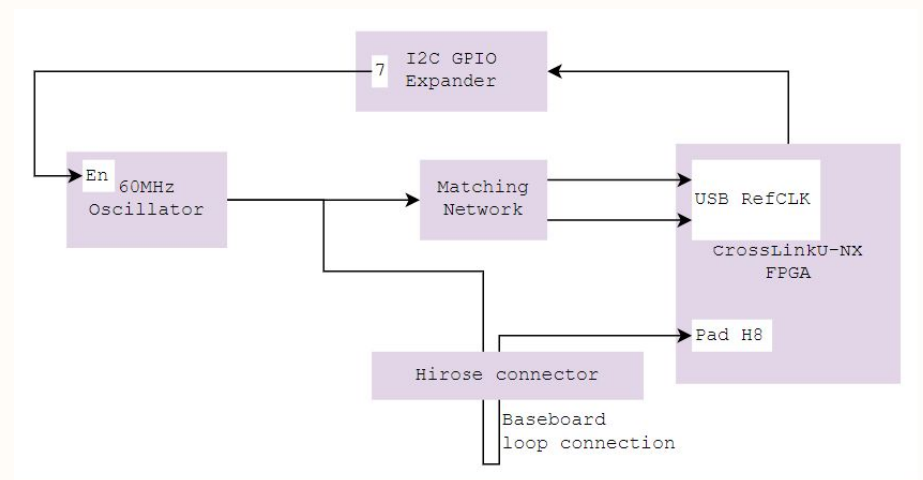 7
I2C GPIO
Expander
En
60MHz
Oscillator
Matching
Network
USB RefCLK
CrossLinkU-NX
FPGA
Pad H8
Hirose connector
Baseboard
loop connection